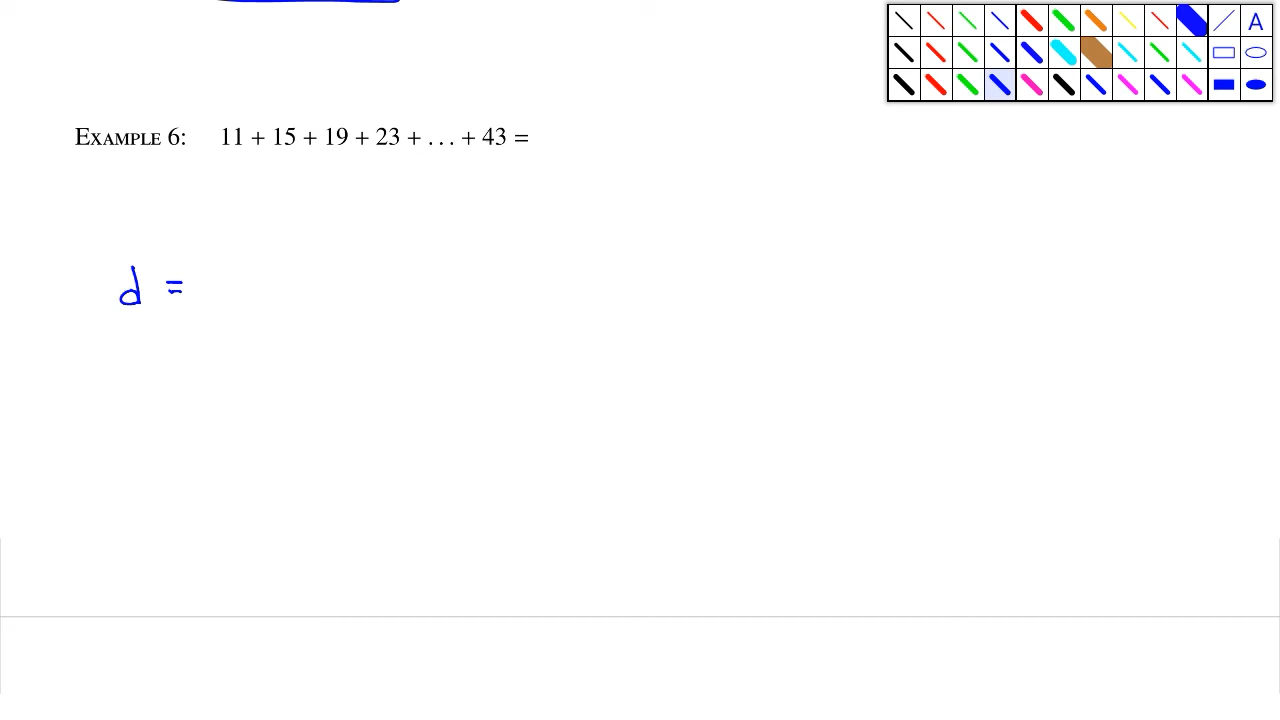 A
EXAMPLE 6: 11 + 15 + 19 + 23 + . . . + 43 =
d =